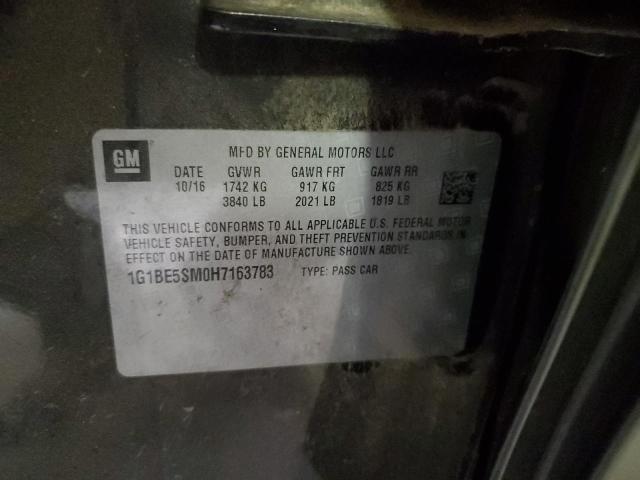 GM
MFD BY GENERAL MOTORS LLC
DATE GVWR GAWR FRT GAWR RR
10/16 1742 KG 917 KG 825 KG
3840 LB 2021 LB 1819 LB
THIS VEHICLE CONFORMS TO ALL APPLICABLE U.S. FEDERAL MOTOR
VEHICLE SAFETY, BUMPER, AND THEFT PREVENTION STANDARDS IN
EFFECT ON THE DATE OF MANUFACTURE SHOWN ABOVE.
1G1BE5SM0H7163783 TYPE: PASS CAR